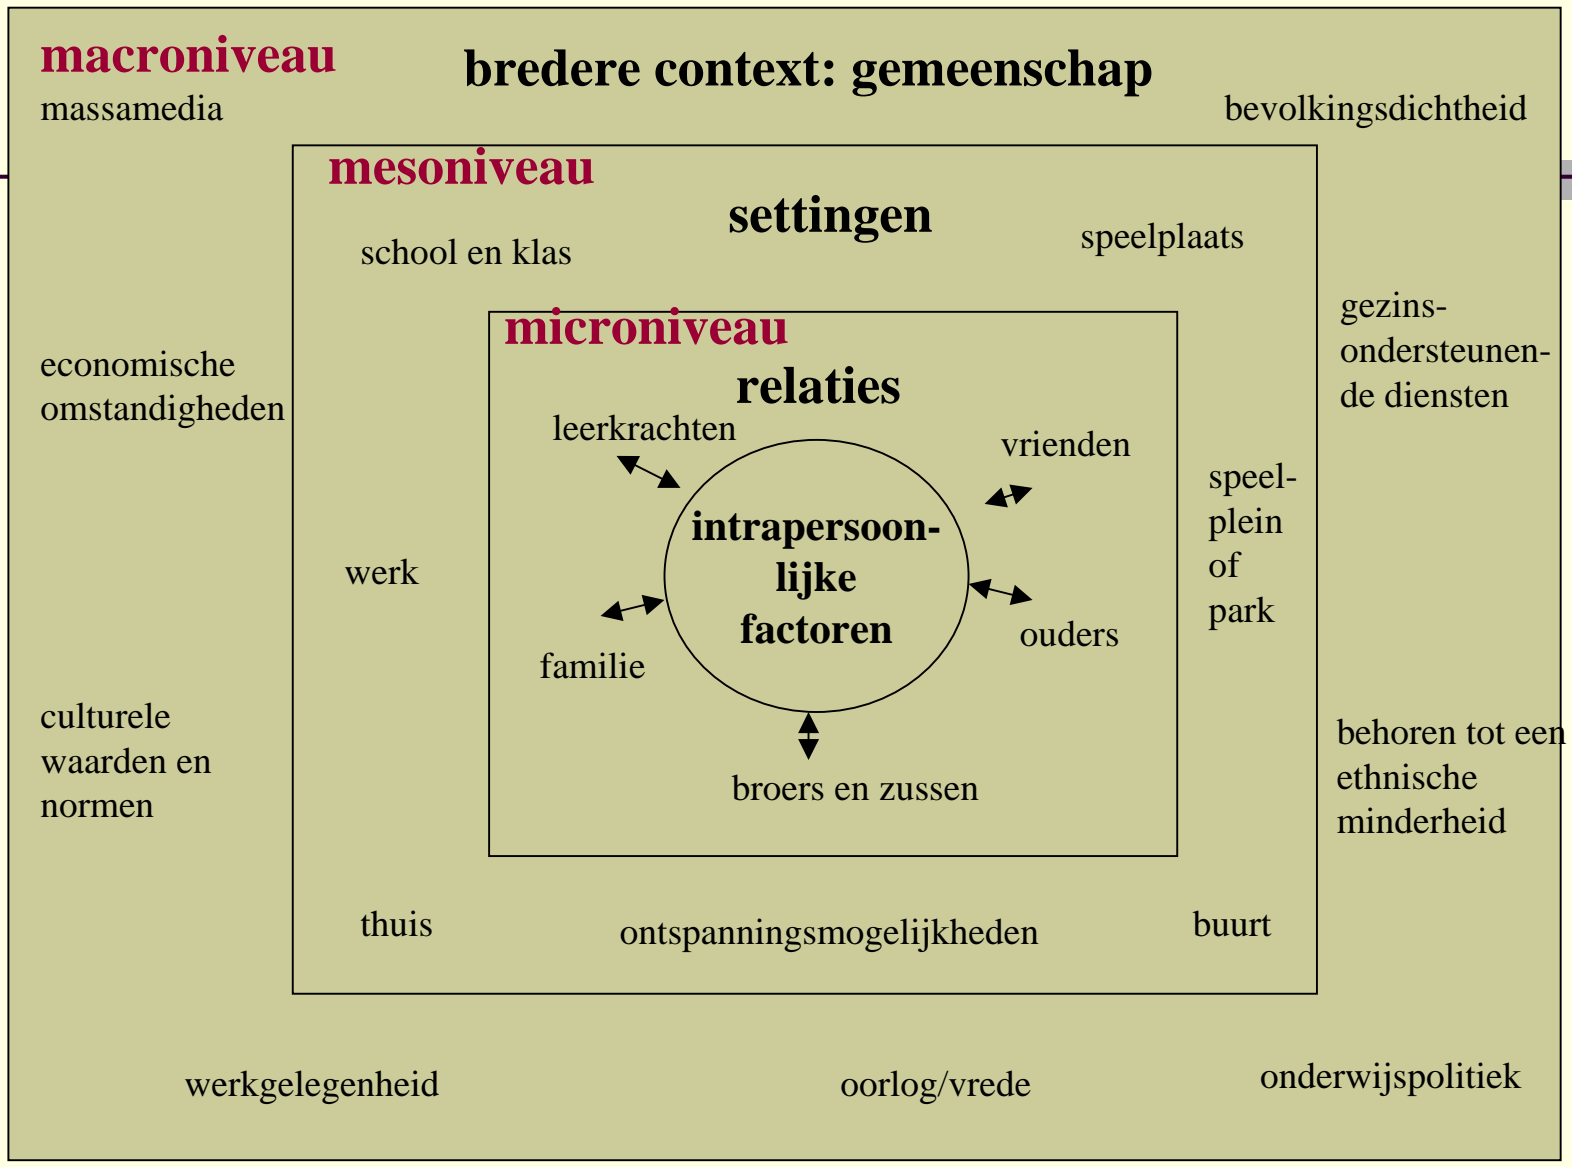 macroniveau
bredere context: gemeenschap
massamedia
bevolkingsdichtheid
mesoniveau
settingen
school en klas
speelplaats
microniveau
relaties
economische
omstandigheden
gezins-
ondersteunen-
de diensten
leerkrachten
vrienden
intrapersoon-
lijke
factoren
werk
speel-
plein
of
park
familie
ouders
broers en zussen
culturele
waarden en
normen
behoren tot een
ethnische
minderheid
thuis
ontspanningsmogelijkheden
buurt
werkgelegenheid
oorlog/vrede
onderwijspolitiek